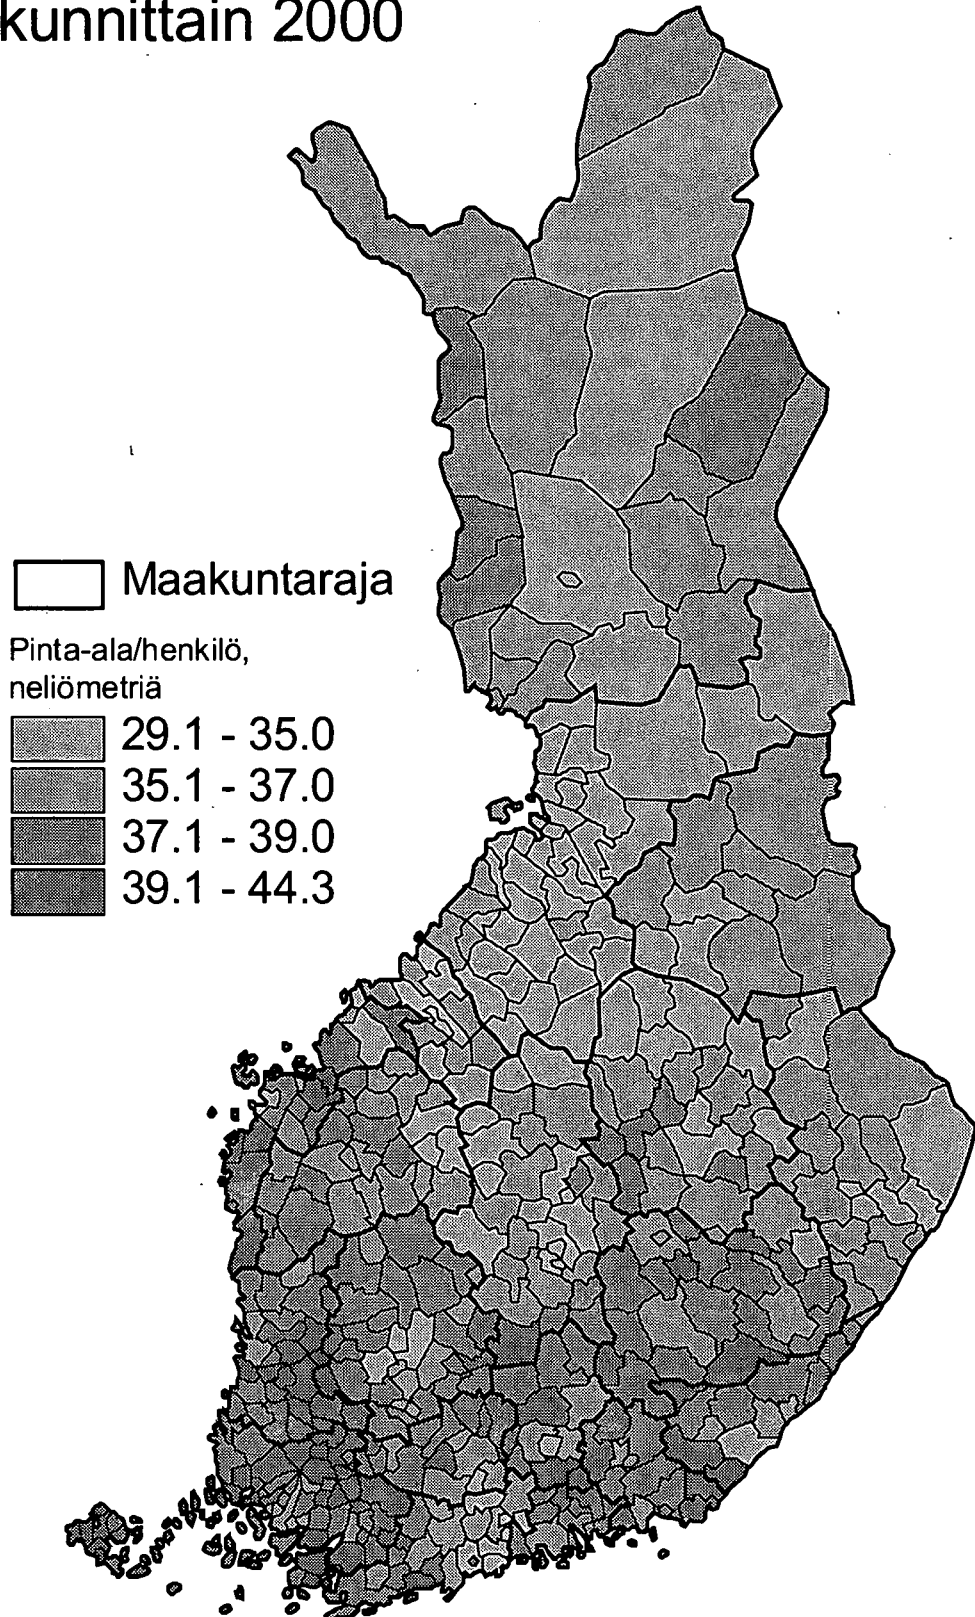 kunnittain 2000
Maakuntaraja
Pinta-ala/henkilö,
neliömetriä
29.1 - 35.0
35.1 - 37.0
37.1 - 39.0
39.1 - 44.3